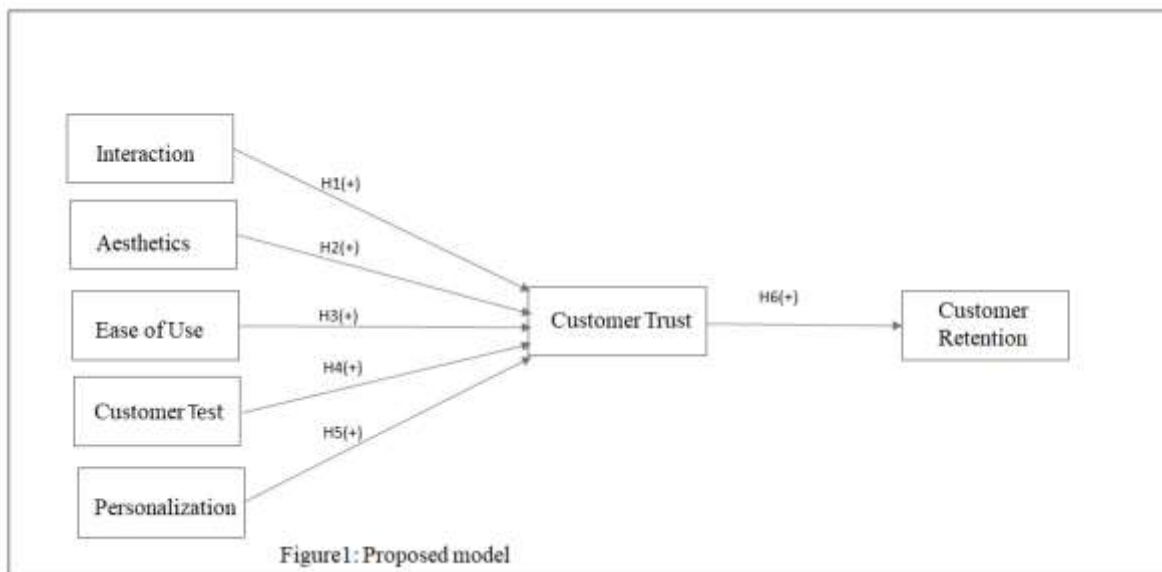 Interaction
H1(+)
Aesthetics
H2(+)
Ease of Use
H3(+)
Customer Trust
H6(+)
Customer
Retention
Customer Test
H4(+)
Personalization
H5(+)
Figure1: Proposed model